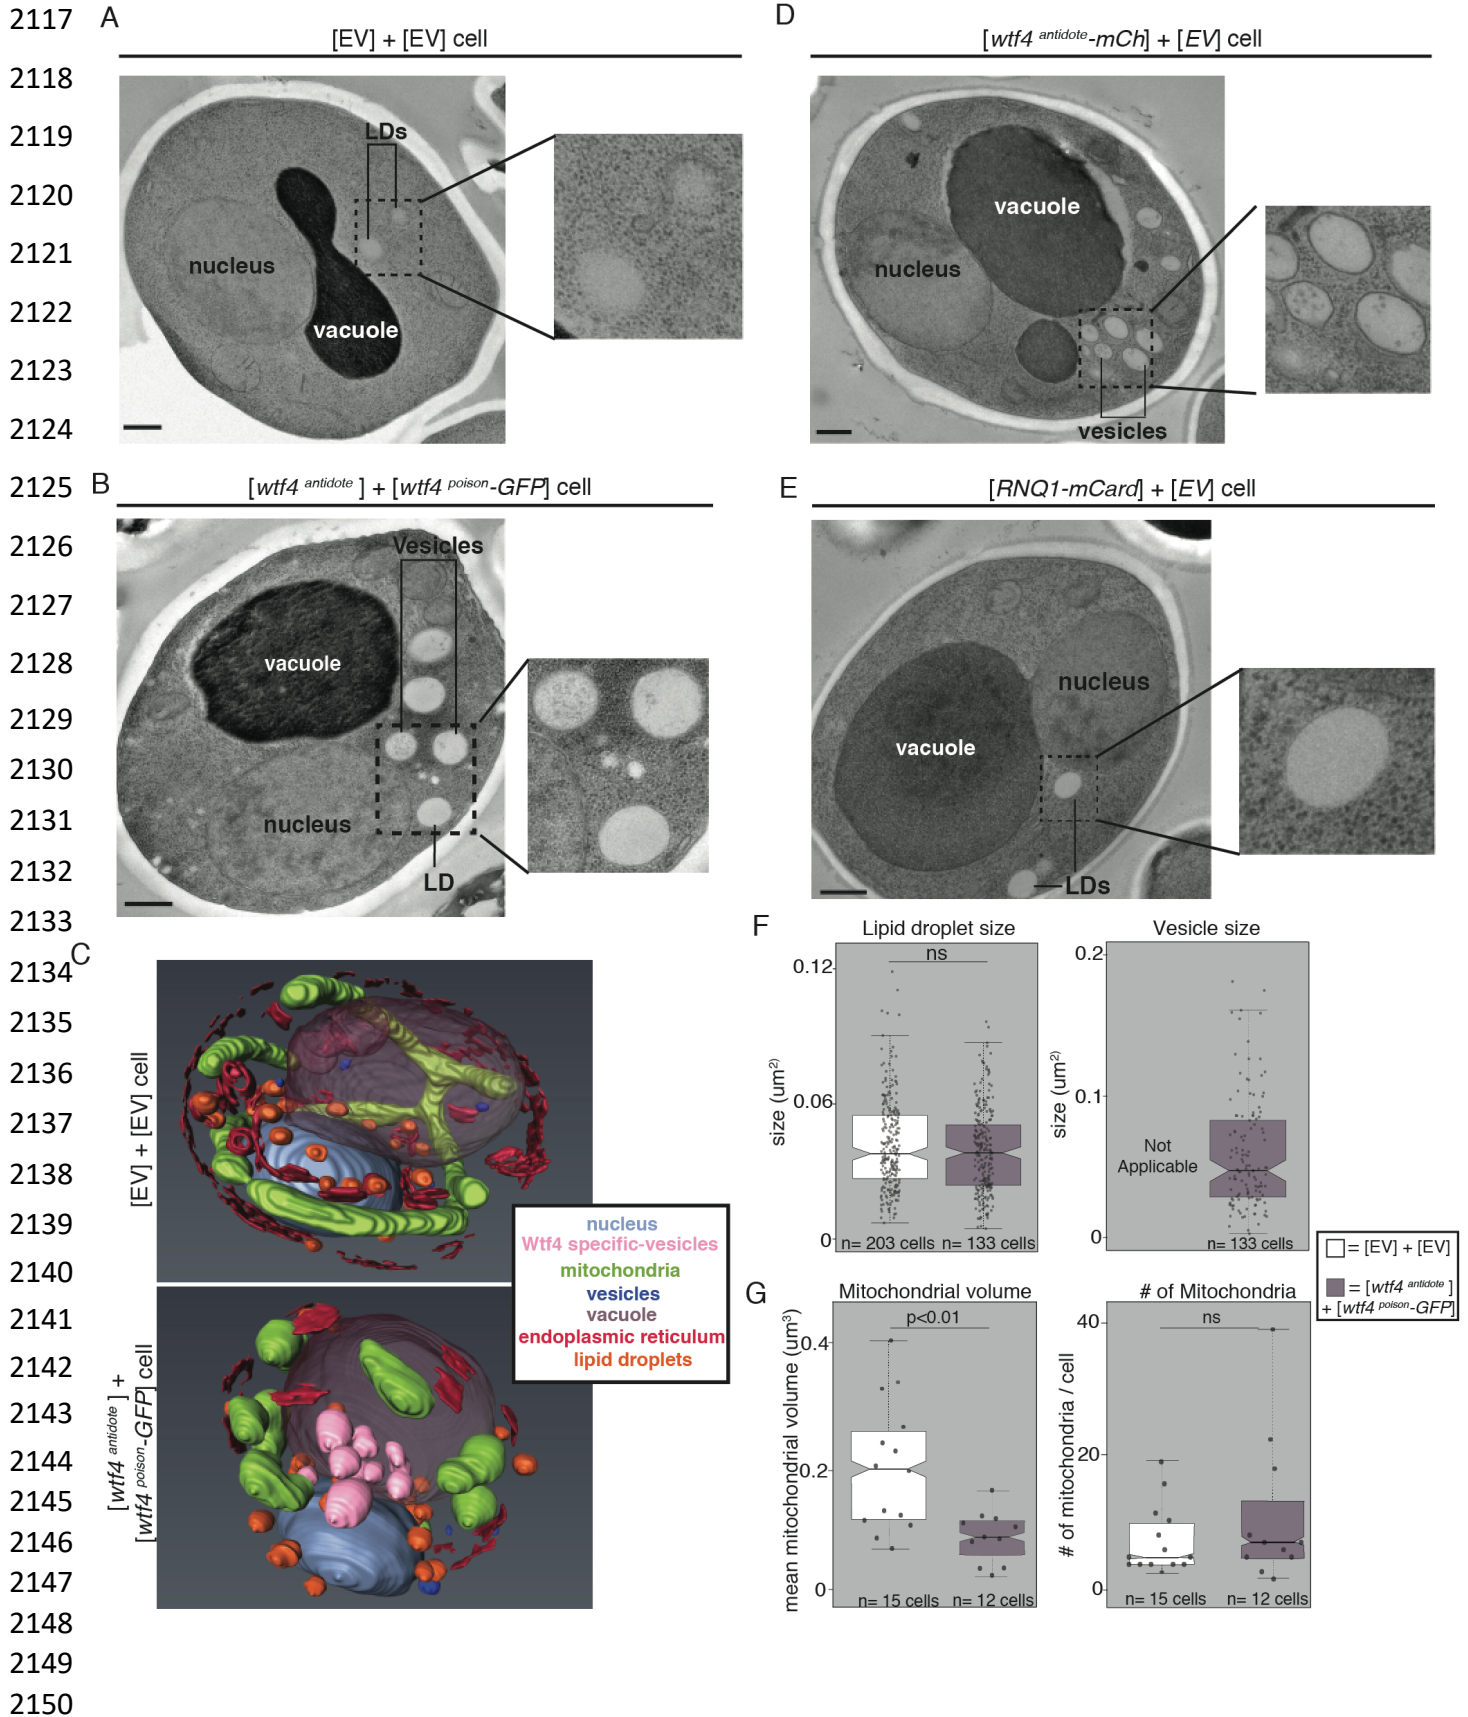 2117
2118
2119
2120
2121
2122
2123
2124
2125
2126
2127
2128
2129
2130
2131
2132
2133
2134
2135
2136
2137
2138
2139
2140
2141
2142
2143
2144
2145
2146
2147
2148
2149
2150
A
[EV] + [EV] cell
LDs
nucleus
vacuole
D
[wtf4 antidote-mCh] + [EV] cell
vacuole
nucleus
vesicles
B
[wtf4 antidote ] + [wtf4 poison-GFP] cell
Vesicles
vacuole
nucleus
LD
E
[RNQ1-mCard] + [EV] cell
nucleus
vacuole
LDs
C
[EV] + [EV] cell
[wtf4 antidote ] +
[wtf4 poison-GFP] cell
nucleus
Wtf4 specific-vesicles
mitochondria
vesicles
vacuole
endoplasmic reticulum
lipid droplets
F
Lipid droplet size
ns
0.12
0.06
0
size (um2)
n= 203 cells
n= 133 cells
Vesicle size
0.2
0.1
0
size (um2)
Not
Applicable
n= 133 cells
= [EV] + [EV]
= [wtf4 antidote ]
+ [wtf4 poison-GFP]
G
Mitochondrial volume
p<0.01
0.4
0.2
0
mean mitochondrial volume (um3)
n= 15 cells
n= 12 cells
# of Mitochondria
ns
40
20
0
# of mitochondria / cell
n= 15 cells
n= 12 cells